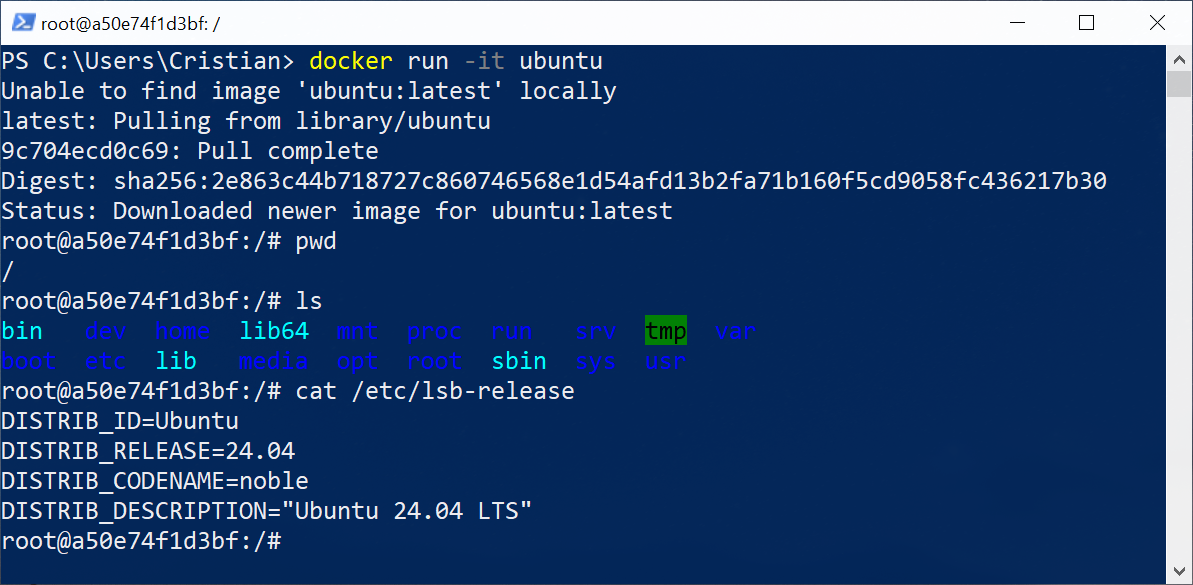 root@a50e74f1d3bf: /
PS C:\Users\Cristian> docker run -it ubuntu
Unable to find image 'ubuntu:latest' locally
latest: Pulling from library/ubuntu
9c704ecd0c69: Pull complete
Digest: sha256:2e863c44b718727c860746568e1d54afd13b2fa71b160f5cd9058fc436217b30
Status: Downloaded newer image for ubuntu:latest
root@a50e74f1d3bf:/# pwd
/
root@a50e74f1d3bf:/# ls
bin dev home lib64 mnt proc run srv tmp var
boot etc lib media opt root sbin sys usr
root@a50e74f1d3bf:/# cat /etc/lsb-release
DISTRIB_ID=Ubuntu
DISTRIB_RELEASE=24.04
DISTRIB_CODENAME=noble
DISTRIB_DESCRIPTION="Ubuntu 24.04 LTS"
root@a50e74f1d3bf:/#